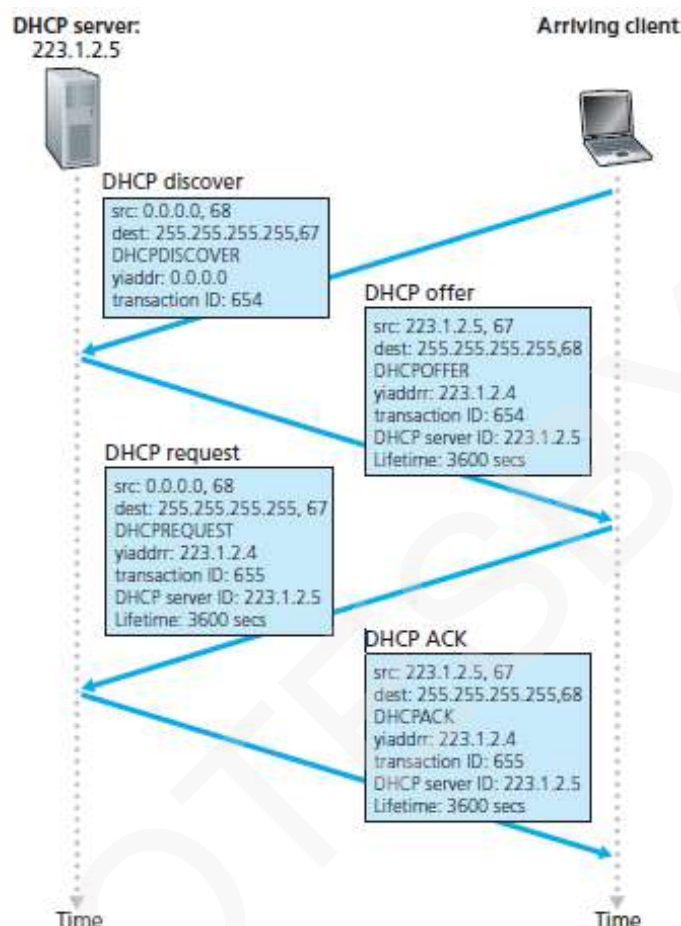 DHCP server:
223.1.2.5
Arriving client
DHCP discover
src: 0.0.0.0, 68
dest: 255.255.255.255,67
DHCPDISCOVER
yiaddr: 0.0.0.0
transaction ID: 654
DHCP offer
src: 223.1.2.5, 67
dest: 255.255.255.255,68
DHCPOFFER
yiaddrr: 223.1.2.4
transaction ID: 654
DHCP server ID: 223.1.2.5
Lifetime: 3600 secs
DHCP request
src: 0.0.0.0, 68
dest: 255.255.255.255, 67
DHCPREQUEST
yiaddrr: 223.1.2.4
transaction ID: 655
DHCP server ID: 223.1.2.5
Lifetime: 3600 secs
DHCP ACK
src: 223.1.2.5, 67
dest: 255.255.255.255,68
DHCPACK
yiaddrr: 223.1.2.4
transaction ID: 655
DHCP server ID: 223.1.2.5
Lifetime: 3600 secs
Time
Time